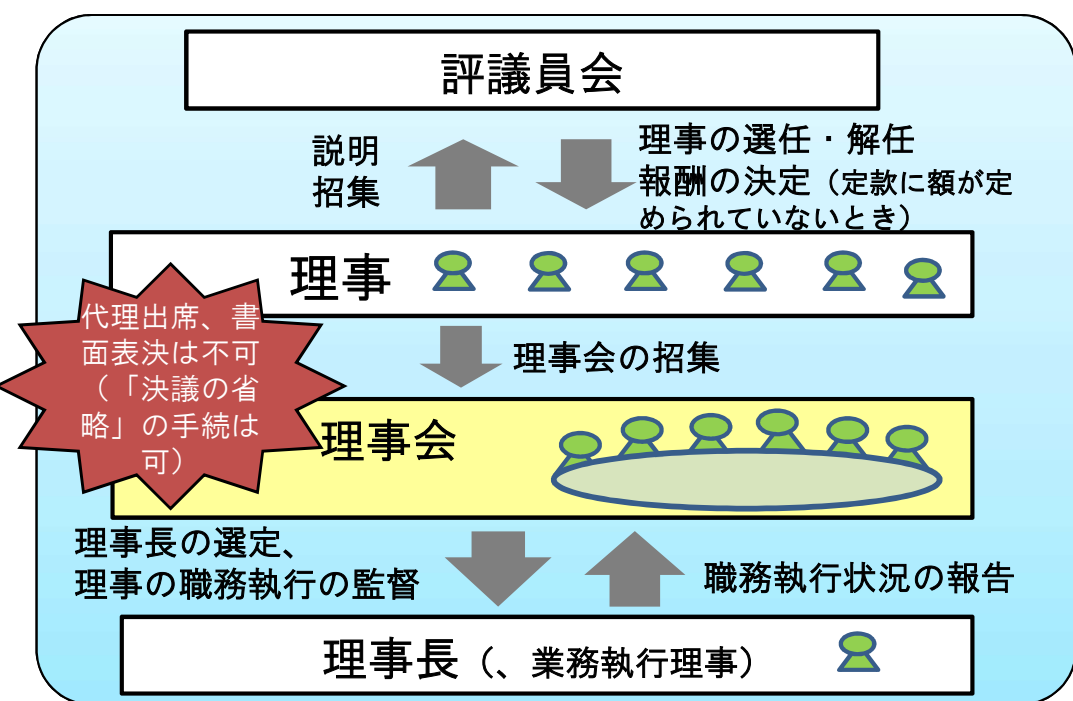 評議員会
説明
招集
理事の選任・解任
報酬の決定（定款に額が定
められていないとき）
理事
代理出席、書
面表決は不可
（「決議の省
略」の手続は
可）
理事会の招集
理事会
理事長の選定、
理事の職務執行の監督
職務執行状況の報告
理事長（、業務執行理事）